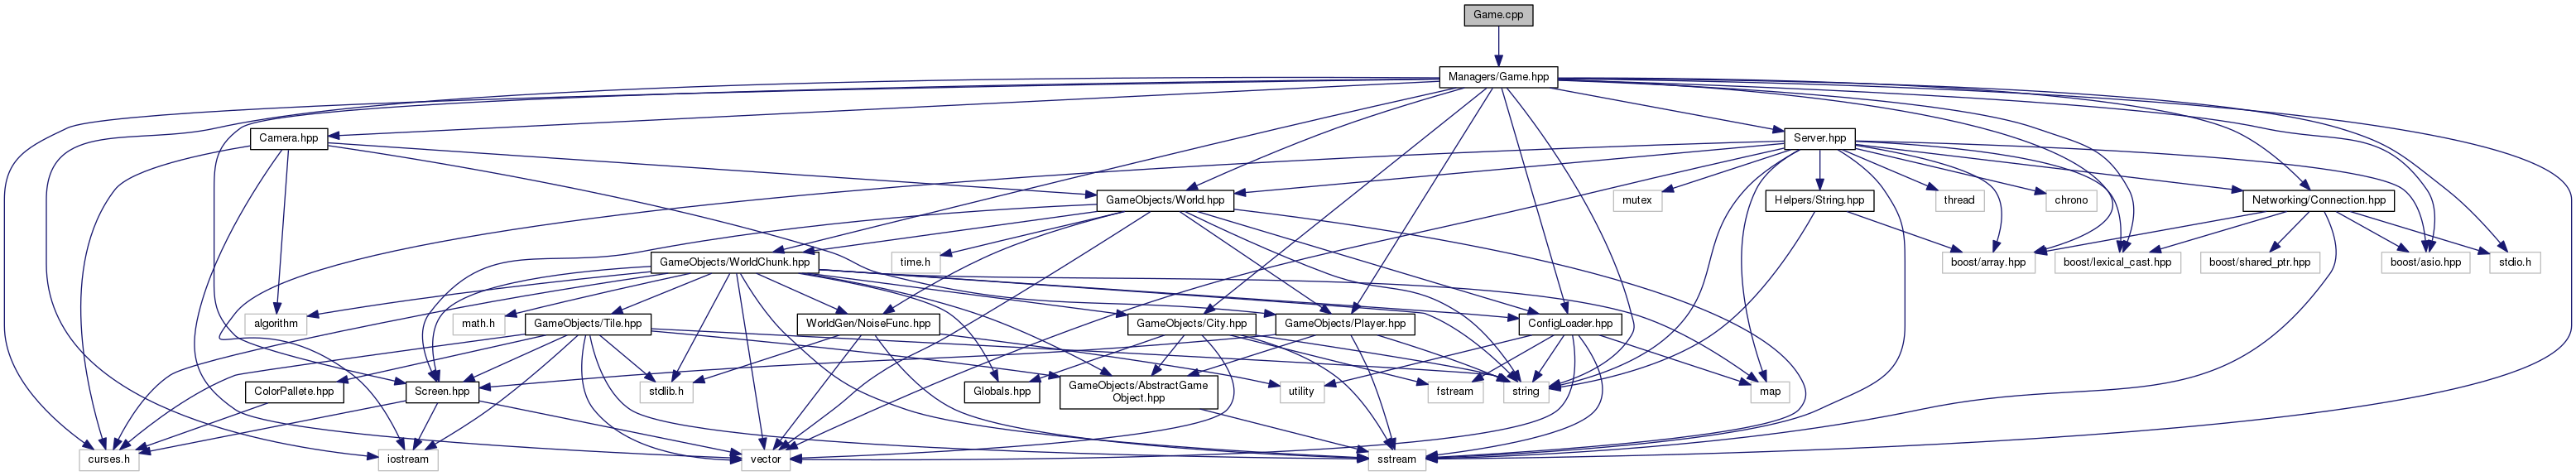 Game.cpp
Managers/Game.hpp
Camera.hpp
Server.hpp
GameObjects/World.hpp
mutex
Helpers/String.hpp
thread
chrono
Networking/Connection.hpp
GameObjects/WorldChunk.hpp
time.h
boost/array.hpp
boost/lexical_cast.hpp
boost/shared_ptr.hpp
boost/asio.hpp
stdio.h
algorithm
math.h
GameObjects/Tile.hpp
WorldGen/NoiseFunc.hpp
GameObjects/City.hpp
GameObjects/Player.hpp
ConfigLoader.hpp
ColorPallete.hpp
Screen.hpp
stdlib.h
Globals.hpp
GameObjects/AbstractGame
Object.hpp
utility
fstream
string
map
curses.h
iostream
vector
sstream